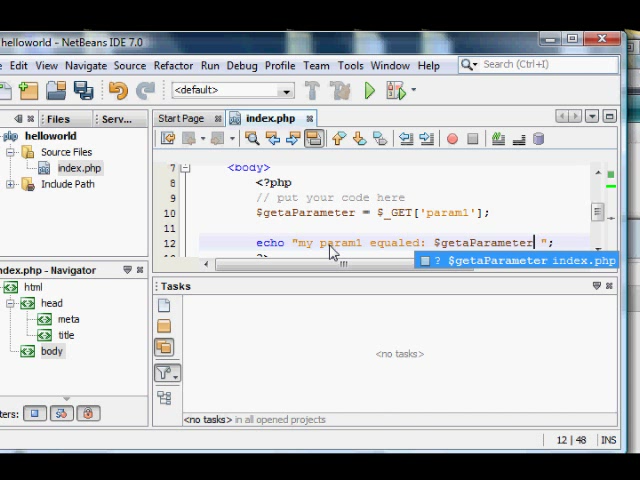 helloworld - NetBeans IDE 7.0
Edit View Navigate Source Refactor Run Debug Profile Team Tools Window Help Search (Ctrl+I)
<default>
Files Serv... Start Page index.php
helloworld
Source Files
index.php
Include Path
7 <body>
8 <?php
9 // put your code here
10 $getaParameter = $_GET['param1'];
11
12 echo "my param1 equaled: $getaParameter ";
?>
? $getaParameter index.php
ndex.php - Navigator
html
head
meta
title
body
ters:
Tasks
<no tasks>
<no tasks> in all opened projects
12 | 48 INS